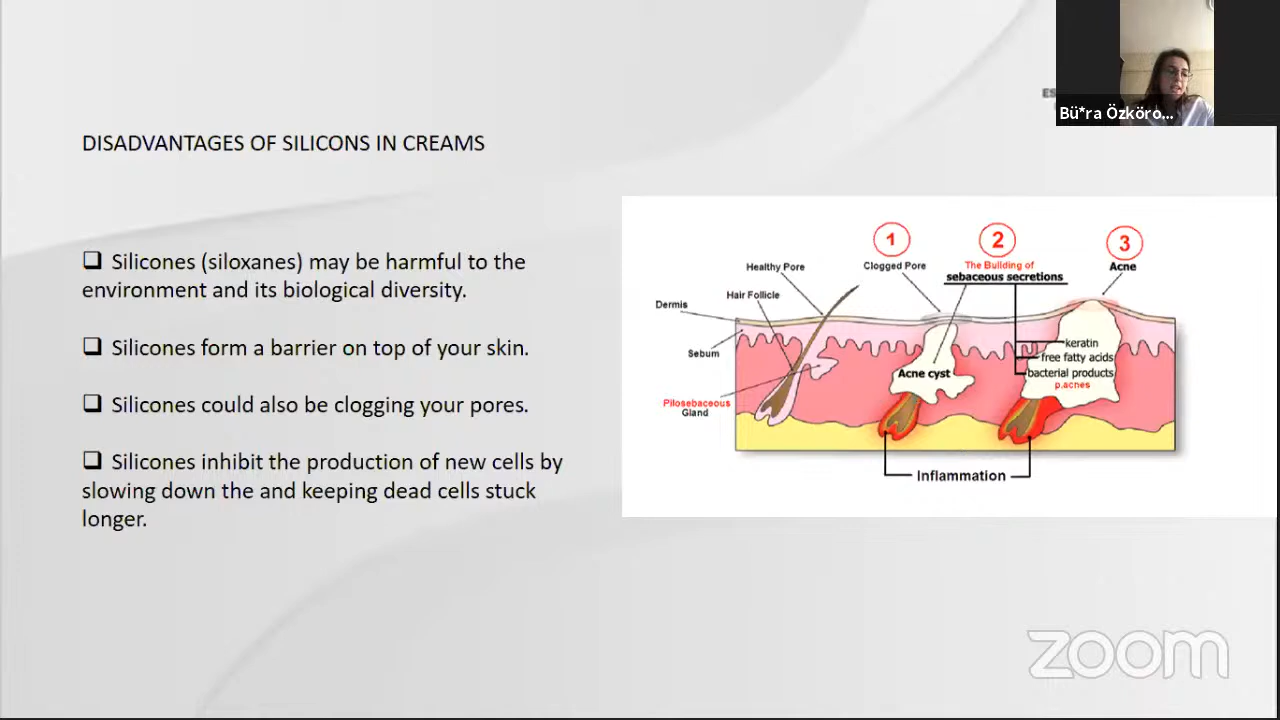 ES
Bü*ra Özköro...
DISADVANTAGES OF SILICONS IN CREAMS
❑ Silicones (siloxanes) may be harmful to the
environment and its biological diversity.
❑ Silicones form a barrier on top of your skin.
❑ Silicones could also be clogging your pores.
❑ Silicones inhibit the production of new cells by
slowing down the and keeping dead cells stuck
longer.
1
2
3
Healthy Pore
Clogged Pore
The Building of
sebaceous secretions
Acne
Hair Follicle
Dermis
Sebum
keratin
free fatty acids
bacterial products
p.acnes
Acne cyst
Pilosebaceous
Gland
Inflammation
zoom